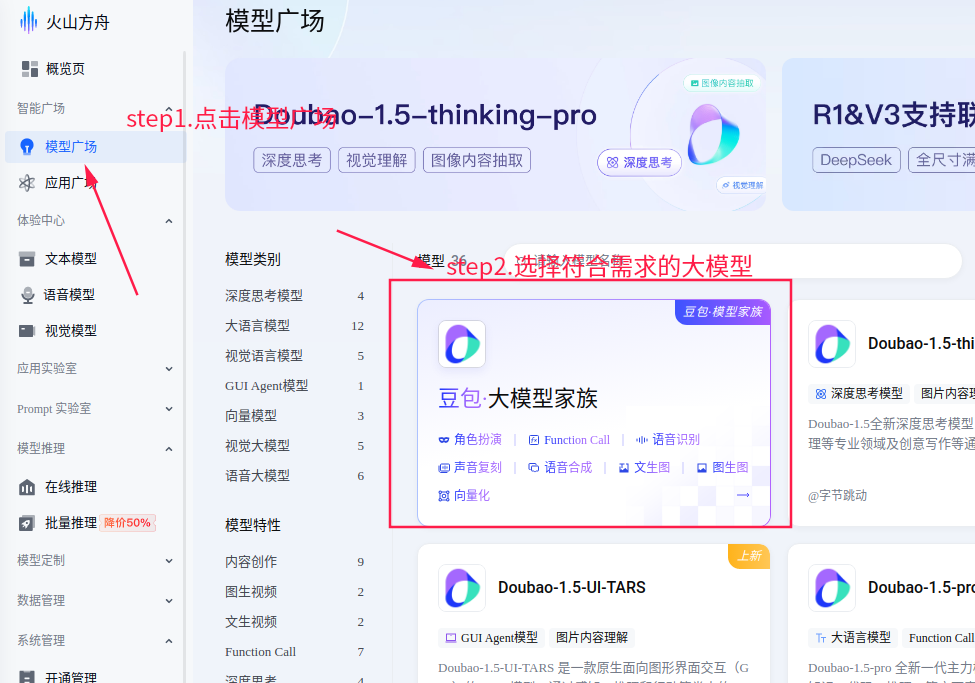 火山方舟
概览页
智能广场
模型广场
应用广
体验中心
文本模型
语音模型
视觉模型
应用实验室
Prompt 实验室
模型推理
在线推理
批量推理 降价50%
模型定制
数据管理
系统管理
开通管理
step1.点击模型广场
模型广场
Doubao-1.5-thinking-pro
深度思考
视觉理解
图像内容抽取
图像内容抽取
深度思考
视觉理解
R1&V3支持联
DeepSeek
全尺寸满
模型类别
深度思考模型 4
大语言模型 12
视觉语言模型 5
GUI Agent模型 1
向量模型 3
视觉大模型 5
语音大模型 6
模型特性
内容创作 9
图生视频 2
文生视频 2
Function Call 7
深度思考 4
模型 36
step2.选择符合需求的大模型
豆包·模型家族
豆包·大模型家族
角色扮演 | Function Call | 语音识别
声音复刻 | 语音合成 | 文生图 | 图生图
向量化
Doubao-1.5-thi
深度思考模型 图片内容理
Doubao-1.5全新深度思考模型
理等专业领域及创意写作等通
@字节跳动
上新
Doubao-1.5-UI-TARS
GUI Agent模型 图片内容理解
Doubao-1.5-UI-TARS 是一款原生面向图形界面交互（G
Doubao-1.5-pro
大语言模型 Function Call
Doubao-1.5-pro 全新一代主力模